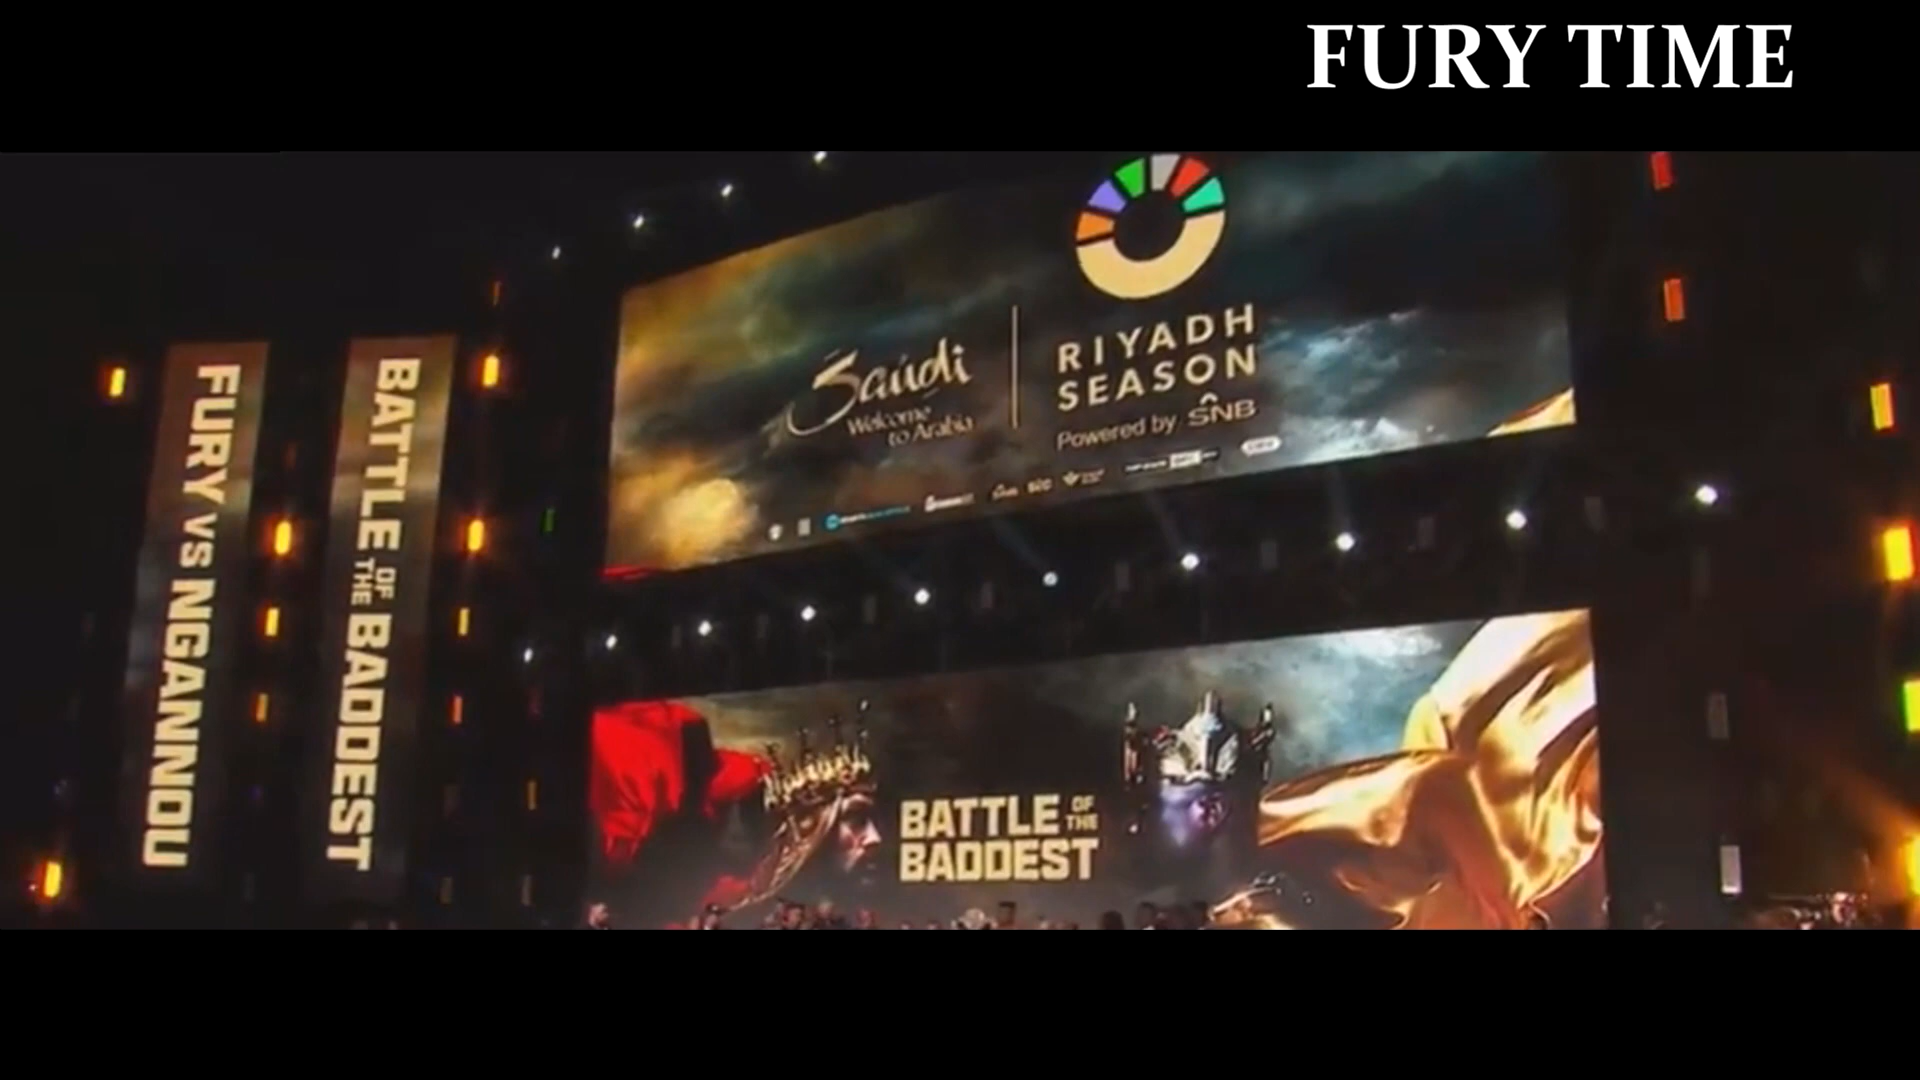 FURY TIME
Saudi
Welcome
to Arabia
RIYADH
SEASON
Powered by SNB
FURY VS NGANNOU
BATTLE OF THE BADDEST
BATTLE OF THE
BADDEST